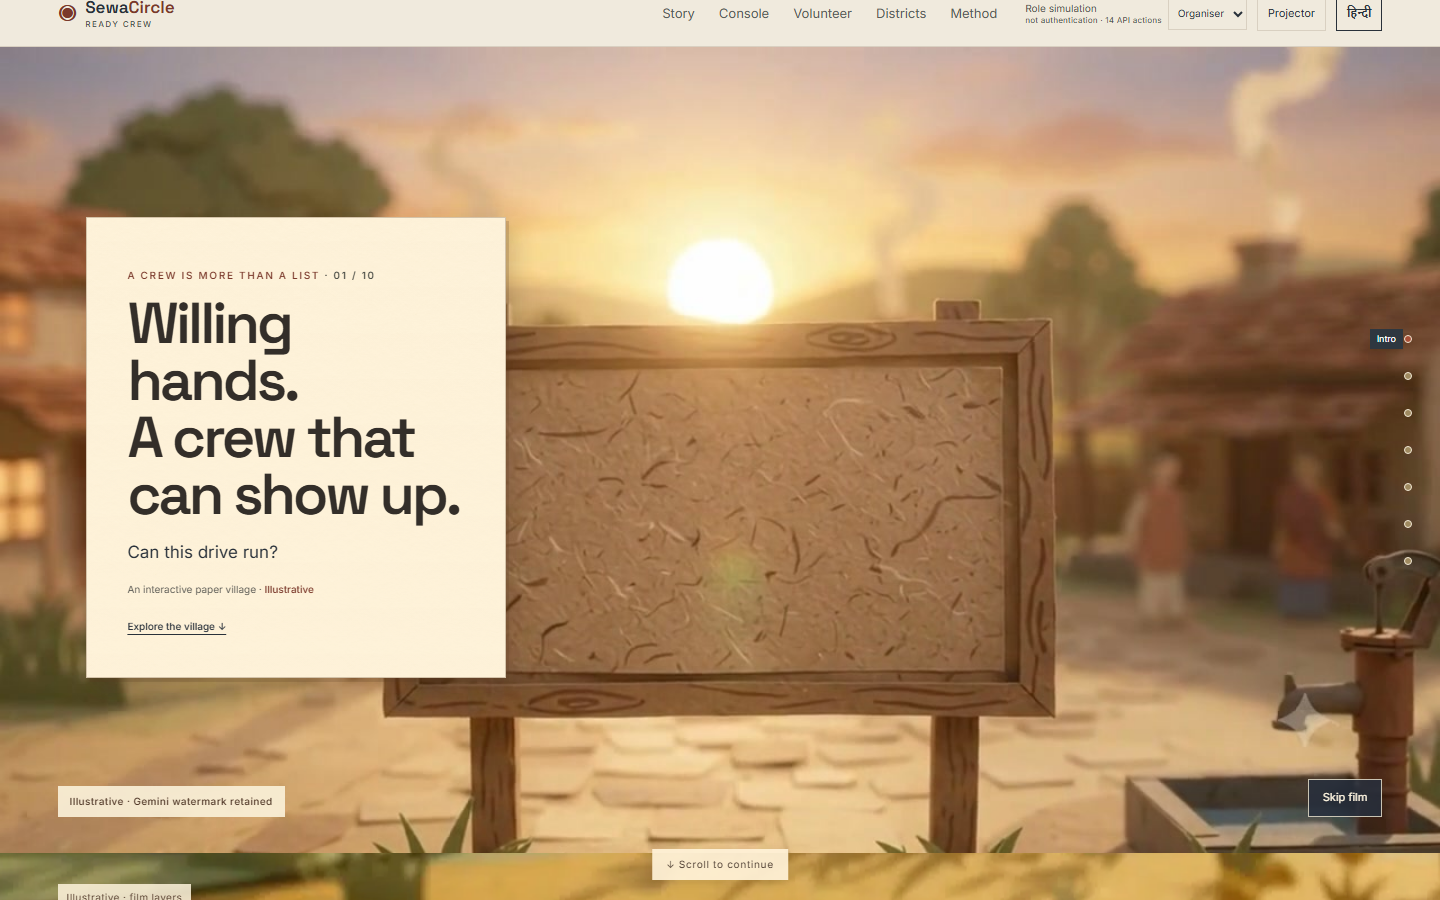 SewaCircle
READY CREW
Story
Console
Volunteer
Districts
Method
Role simulation
not authentication · 14 API actions
Organiser
Projector
हिन्दी
A CREW IS MORE THAN A LIST · 01 / 10
Willing
hands.
A crew that
can show up.
Can this drive run?
An interactive paper village · Illustrative
Explore the village ↓
Intro
Illustrative · Gemini watermark retained
Skip film
↓ Scroll to continue
Illustrative · film layers